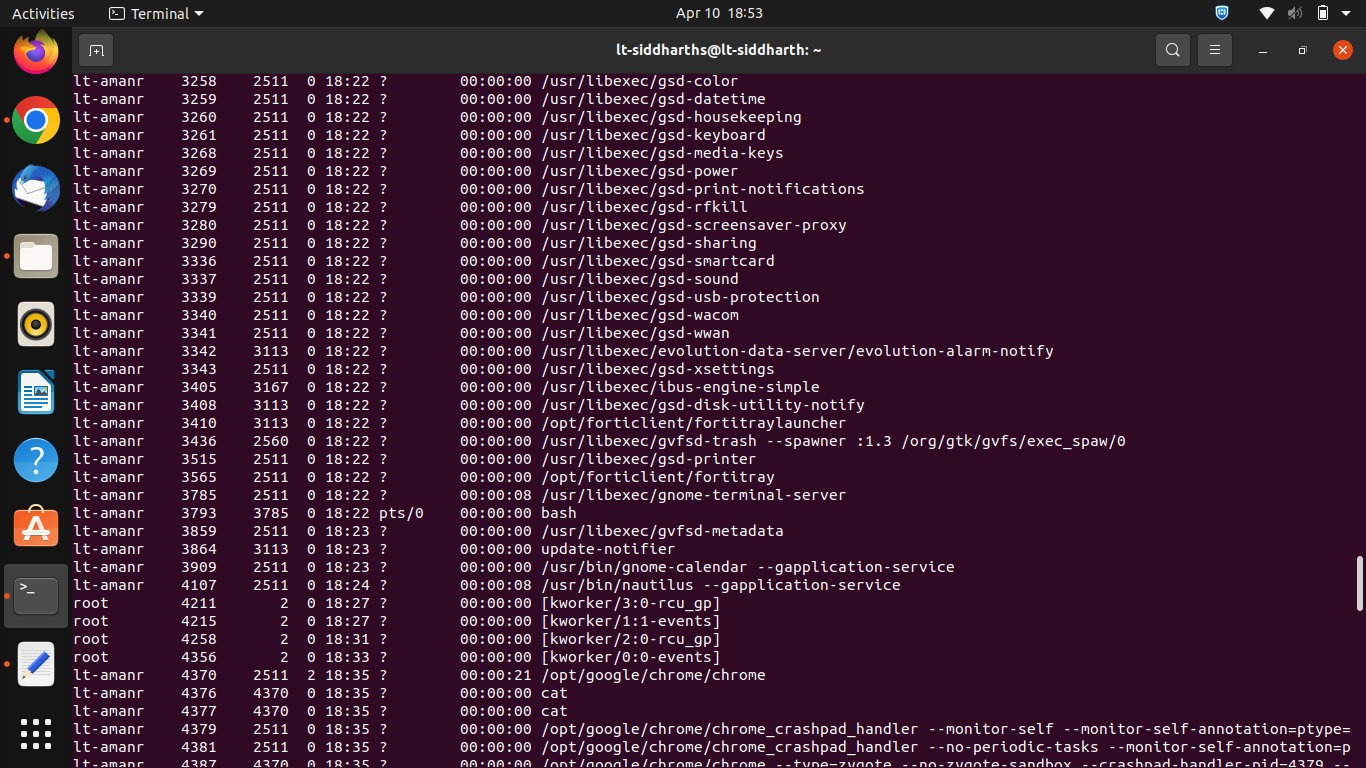 Activities Terminal Apr 10 18:53
lt-siddharths@lt-siddharth: ~
lt-amanr 3258 2511 0 18:22 ? 00:00:00 /usr/libexec/gsd-color
lt-amanr 3259 2511 0 18:22 ? 00:00:00 /usr/libexec/gsd-datetime
lt-amanr 3260 2511 0 18:22 ? 00:00:00 /usr/libexec/gsd-housekeeping
lt-amanr 3261 2511 0 18:22 ? 00:00:00 /usr/libexec/gsd-keyboard
lt-amanr 3268 2511 0 18:22 ? 00:00:00 /usr/libexec/gsd-media-keys
lt-amanr 3269 2511 0 18:22 ? 00:00:00 /usr/libexec/gsd-power
lt-amanr 3270 2511 0 18:22 ? 00:00:00 /usr/libexec/gsd-print-notifications
lt-amanr 3279 2511 0 18:22 ? 00:00:00 /usr/libexec/gsd-rfkill
lt-amanr 3280 2511 0 18:22 ? 00:00:00 /usr/libexec/gsd-screensaver-proxy
lt-amanr 3290 2511 0 18:22 ? 00:00:00 /usr/libexec/gsd-sharing
lt-amanr 3336 2511 0 18:22 ? 00:00:00 /usr/libexec/gsd-smartcard
lt-amanr 3337 2511 0 18:22 ? 00:00:00 /usr/libexec/gsd-sound
lt-amanr 3339 2511 0 18:22 ? 00:00:00 /usr/libexec/gsd-usb-protection
lt-amanr 3340 2511 0 18:22 ? 00:00:00 /usr/libexec/gsd-wacom
lt-amanr 3341 2511 0 18:22 ? 00:00:00 /usr/libexec/gsd-wwan
lt-amanr 3342 3113 0 18:22 ? 00:00:00 /usr/libexec/evolution-data-server/evolution-alarm-notify
lt-amanr 3343 2511 0 18:22 ? 00:00:00 /usr/libexec/gsd-xsettings
lt-amanr 3405 3167 0 18:22 ? 00:00:00 /usr/libexec/ibus-engine-simple
lt-amanr 3408 3113 0 18:22 ? 00:00:00 /usr/libexec/gsd-disk-utility-notify
lt-amanr 3410 3113 0 18:22 ? 00:00:00 /opt/forticlient/fortitraylauncher
lt-amanr 3436 2560 0 18:22 ? 00:00:00 /usr/libexec/gvfsd-trash --spawner :1.3 /org/gtk/gvfs/exec_spaw/0
lt-amanr 3515 2511 0 18:22 ? 00:00:00 /usr/libexec/gsd-printer
lt-amanr 3565 2511 0 18:22 ? 00:00:00 /opt/forticlient/fortitray
lt-amanr 3785 2511 0 18:22 ? 00:00:08 /usr/libexec/gnome-terminal-server
lt-amanr 3793 3785 0 18:22 pts/0 00:00:00 bash
lt-amanr 3859 2511 0 18:23 ? 00:00:00 /usr/libexec/gvfsd-metadata
lt-amanr 3864 3113 0 18:23 ? 00:00:00 update-notifier
lt-amanr 3909 2511 0 18:23 ? 00:00:00 /usr/bin/gnome-calendar --gapplication-service
lt-amanr 4107 2511 0 18:24 ? 00:00:08 /usr/bin/nautilus --gapplication-service
root 4211 2 0 18:27 ? 00:00:00 [kworker/3:0-rcu_gp]
root 4215 2 0 18:27 ? 00:00:00 [kworker/1:1-events]
root 4258 2 0 18:31 ? 00:00:00 [kworker/2:0-rcu_gp]
root 4356 2 0 18:33 ? 00:00:00 [kworker/0:0-events]
lt-amanr 4370 2511 2 18:35 ? 00:00:21 /opt/google/chrome/chrome
lt-amanr 4376 4370 0 18:35 ? 00:00:00 cat
lt-amanr 4377 4370 0 18:35 ? 00:00:00 cat
lt-amanr 4379 2511 0 18:35 ? 00:00:00 /opt/google/chrome/chrome_crashpad_handler --monitor-self --monitor-self-annotation=ptype=
lt-amanr 4381 2511 0 18:35 ? 00:00:00 /opt/google/chrome/chrome_crashpad_handler --no-periodic-tasks --monitor-self-annotation=p
lt-amanr 4387 4370 0 18:35 ? 00:00:00 /opt/google/chrome/chrome --type=zygote --no-zygote-sandbox --crashpad-handler-pid=4379 --